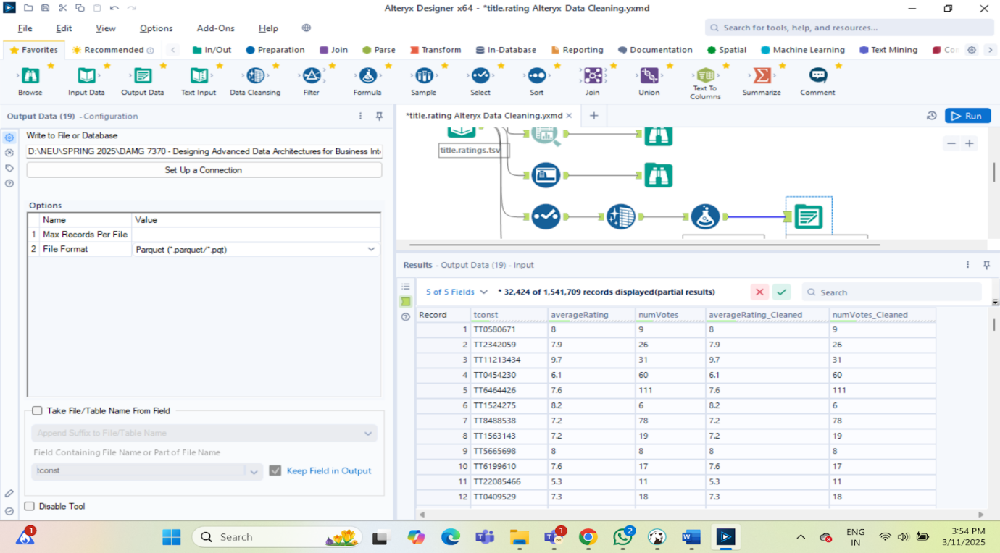 Alteryx Designer x64 - *title.rating Alteryx Data Cleaning.yxmd
File Edit View Options Add-Ons Help
Search for tools, help, and resources...
Favorites Recommended In/Out Preparation Join Parse Transform In-Database Reporting Documentation Spatial Machine Learning Text Mining Con
Browse Input Data Output Data Text Input Data Cleansing Filter Formula Sample Select Sort Join Union Text To Columns Summarize Comment
Output Data (19) - Configuration
*title.rating Alteryx Data Cleaning.yxmd
Run
Write to File or Database
D:\NEU\SPRING 2025\DAMG 7370 - Designing Advanced Data Architectures for Business Int
Set Up a Connection
Options
Name Value
1 Max Records Per File
2 File Format Parquet (*.parquet/*.pqt)
Take File/Table Name From Field
Append Suffix to File/Table Name
Field Containing File Name or Part of File Name
tconst
Keep Field in Output
Disable Tool
title.ratings.tsv
Results - Output Data (19) - Input
5 of 5 Fields * 32,424 of 1,541,709 records displayed(partial results) Search
Record tconst averageRating numVotes averageRating_Cleaned numVotes_Cleaned
1 TT0580671 8 9 8 9
2 TT2342059 7.9 26 7.9 26
3 TT11213434 9.7 31 9.7 31
4 TT0454230 6.1 60 6.1 60
5 TT6464426 7.6 111 7.6 111
6 TT1524275 8.2 6 8.2 6
7 TT8488538 7.2 78 7.2 78
8 TT1563143 7.2 19 7.2 19
9 TT5665698 8 8 8 8
10 TT6199610 7.6 17 7.6 17
11 TT22085466 5.3 11 5.3 11
12 TT0409529 7.3 18 7.3 18
1
Search
1
2
ENG
IN
3:54 PM
3/11/2025